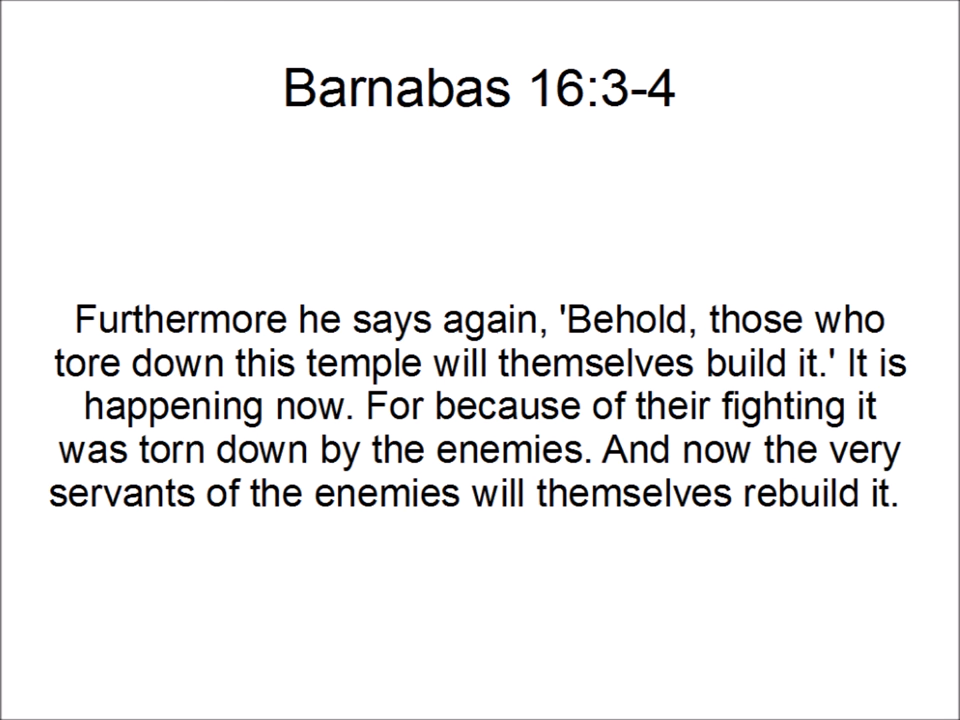 Barnabas 16:3-4
Furthermore he says again, 'Behold, those who
tore down this temple will themselves build it.' It is
happening now. For because of their fighting it
was torn down by the enemies. And now the very
servants of the enemies will themselves rebuild it.